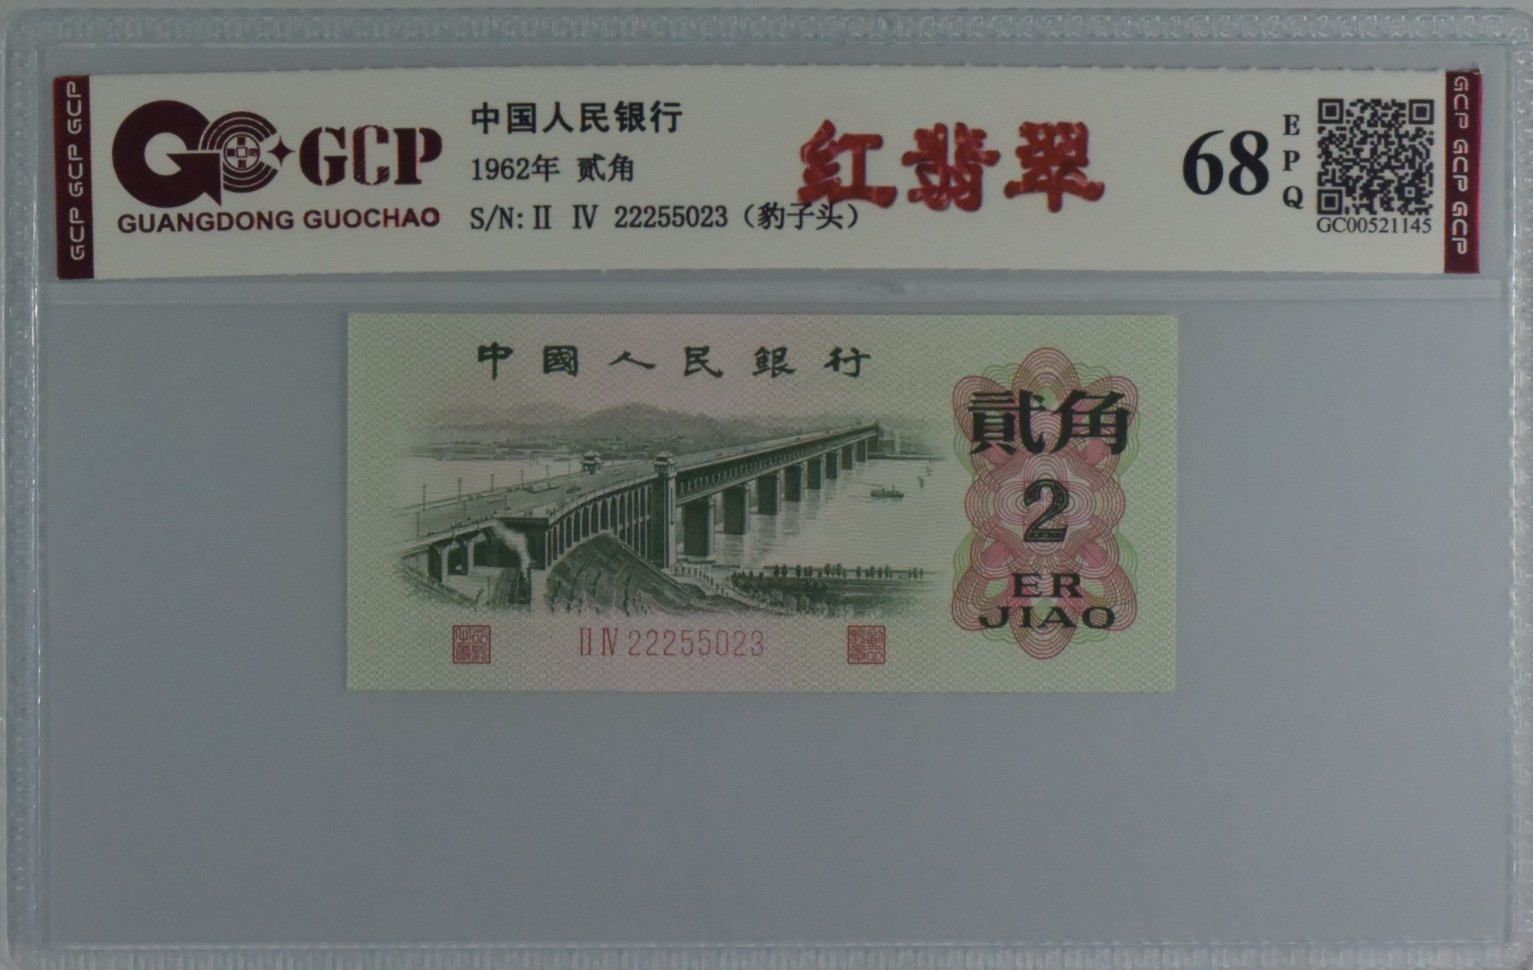 GCP GCP GCP
GCP
GUANGDONG GUOCHAO
中国人民银行
1962年 贰角
S/N: II IV 22255023（豹子头）
红翡翠
68
EPQ
GC00521145
GCP GCP GCP
中國人民銀行
貳角
2
ER
JIAO
II IV 22255023